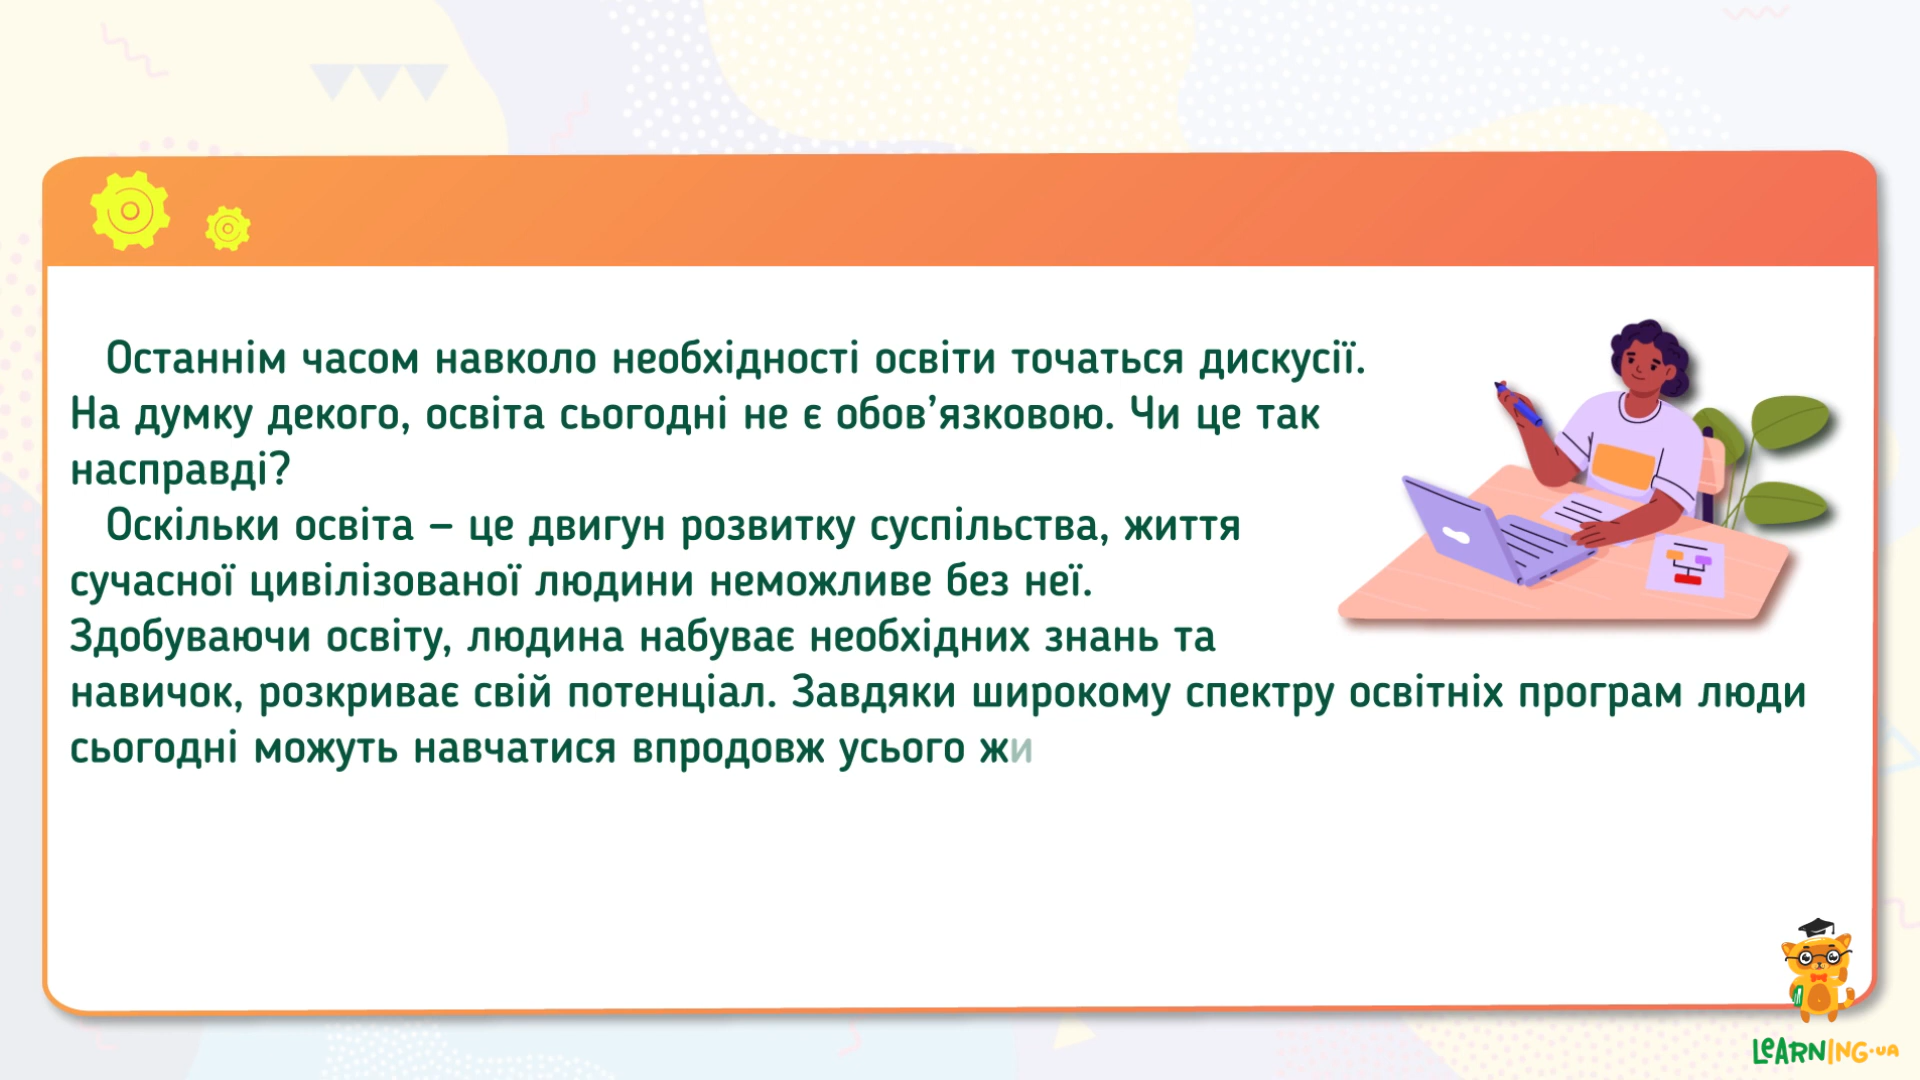 Останнім часом навколо необхідності освіти точаться дискусії.
На думку декого, освіта сьогодні не є обов’язковою. Чи це так
насправді?
Оскільки освіта – це двигун розвитку суспільства, життя
сучасної цивілізованої людини неможливе без неї.
Здобуваючи освіту, людина набуває необхідних знань та
навичок, розкриває свій потенціал. Завдяки широкому спектру освітніх програм люди
сьогодні можуть навчатися впродовж усього жи
LEARNING.UA